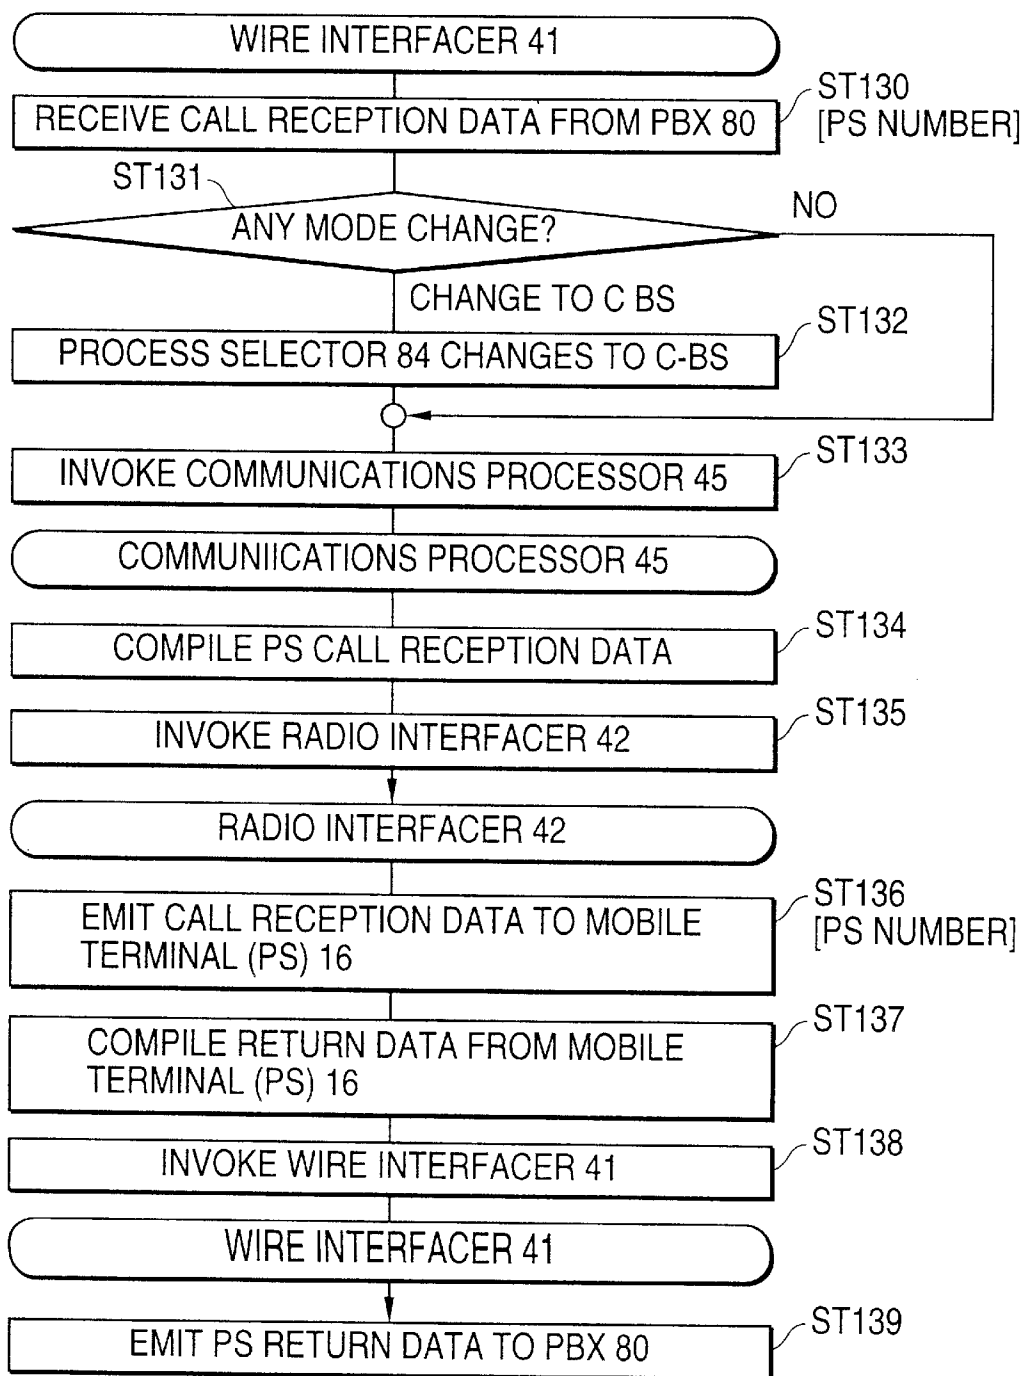 WIRE INTERFACER 41
ST130
[PS NUMBER]
RECEIVE CALL RECEPTION DATA FROM PBX 80
ST131
ANY MODE CHANGE?
NO
CHANGE TO C BS
ST132
PROCESS SELECTOR 84 CHANGES TO C-BS
ST133
INVOKE COMMUNICATIONS PROCESSOR 45
COMMUNIICATIONS PROCESSOR 45
ST134
COMPILE PS CALL RECEPTION DATA
ST135
INVOKE RADIO INTERFACER 42
RADIO INTERFACER 42
ST136
[PS NUMBER]
EMIT CALL RECEPTION DATA TO MOBILE
TERMINAL (PS) 16
ST137
COMPILE RETURN DATA FROM MOBILE
TERMINAL (PS) 16
ST138
INVOKE WIRE INTERFACER 41
WIRE INTERFACER 41
ST139
EMIT PS RETURN DATA TO PBX 80